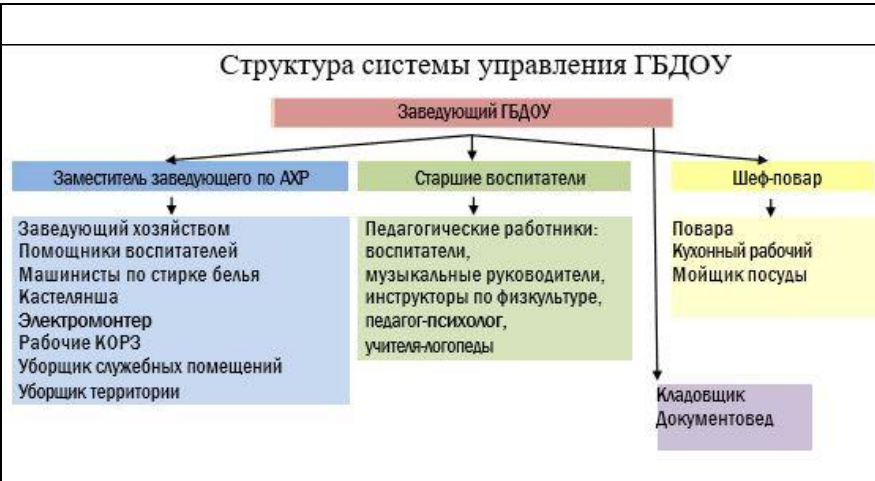 Структура системы управления ГБДОУ
Заведующий ГБДОУ
Заместитель заведующего по АХР
Заведующий хозяйством
Помощники воспитателей
Машинисты по стирке белья
Кастелянша
Электромонтер
Рабочие КОРЗ
Уборщик служебных помещений
Уборщик территории
Старшие воспитатели
Педагогические работники:
воспитатели,
музыкальные руководители,
инструкторы по физкультуре,
педагог-психолог,
учителя-логопеды
Шеф-повар
Повара
Кухонный рабочий
Мойщик посуды
Кладовщик
Документовед